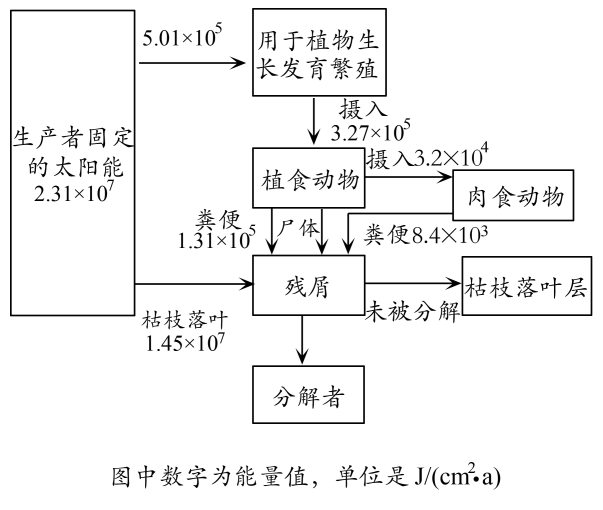 5.01×10⁵
用于植物生
长发育繁殖
生产者固定
的太阳能
2.31×10⁷
摄入
3.27×10⁵
植食动物
摄入3.2×10⁴
肉食动物
粪便
1.31×10⁵
尸体
粪便8.4×10³
残屑
未被分解
枯枝落叶层
枯枝落叶
1.45×10⁷
分解者
图中数字为能量值，单位是 J/(cm²•a)